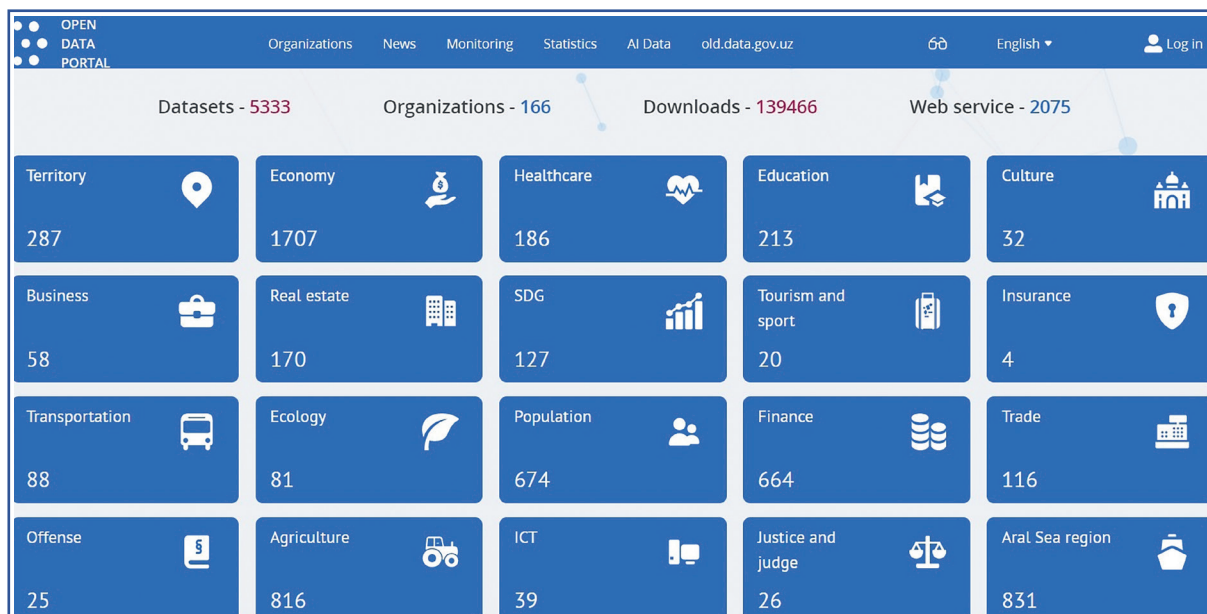 OPEN
DATA
PORTAL
Organizations News Monitoring Statistics AI Data old.data.gov.uz English Log in
Datasets - 5333 Organizations - 166 Downloads - 139466 Web service - 2075
Territory
287
Economy
$
1707
Healthcare
186
Education
213
Culture
32
Business
58
Real estate
170
SDG
127
Tourism and
sport
20
Insurance
4
Transportation
88
Ecology
81
Population
674
Finance
664
Trade
116
Offense
§
25
Agriculture
816
ICT
39
Justice and
judge
26
Aral Sea region
831